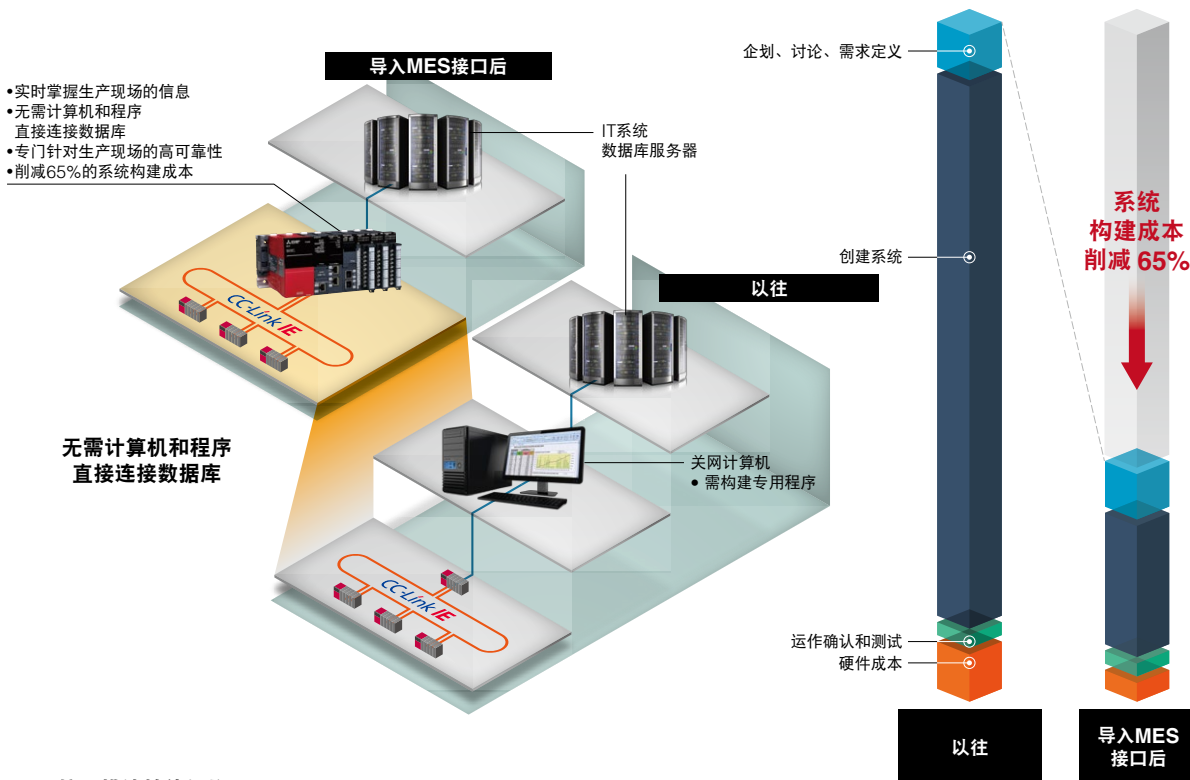 导入MES接口后
•实时掌握生产现场的信息
•无需计算机和程序
直接连接数据库
•专门针对生产现场的高可靠性
•削减65%的系统构建成本
IT系统
数据库服务器
CC-Link IE
以往
无需计算机和程序
直接连接数据库
关网计算机
• 需构建专用程序
CC-Link IE
企划、讨论、需求定义
创建系统
运作确认和测试
硬件成本
系统
构建成本
削减 65%
以往
导入MES
接口后